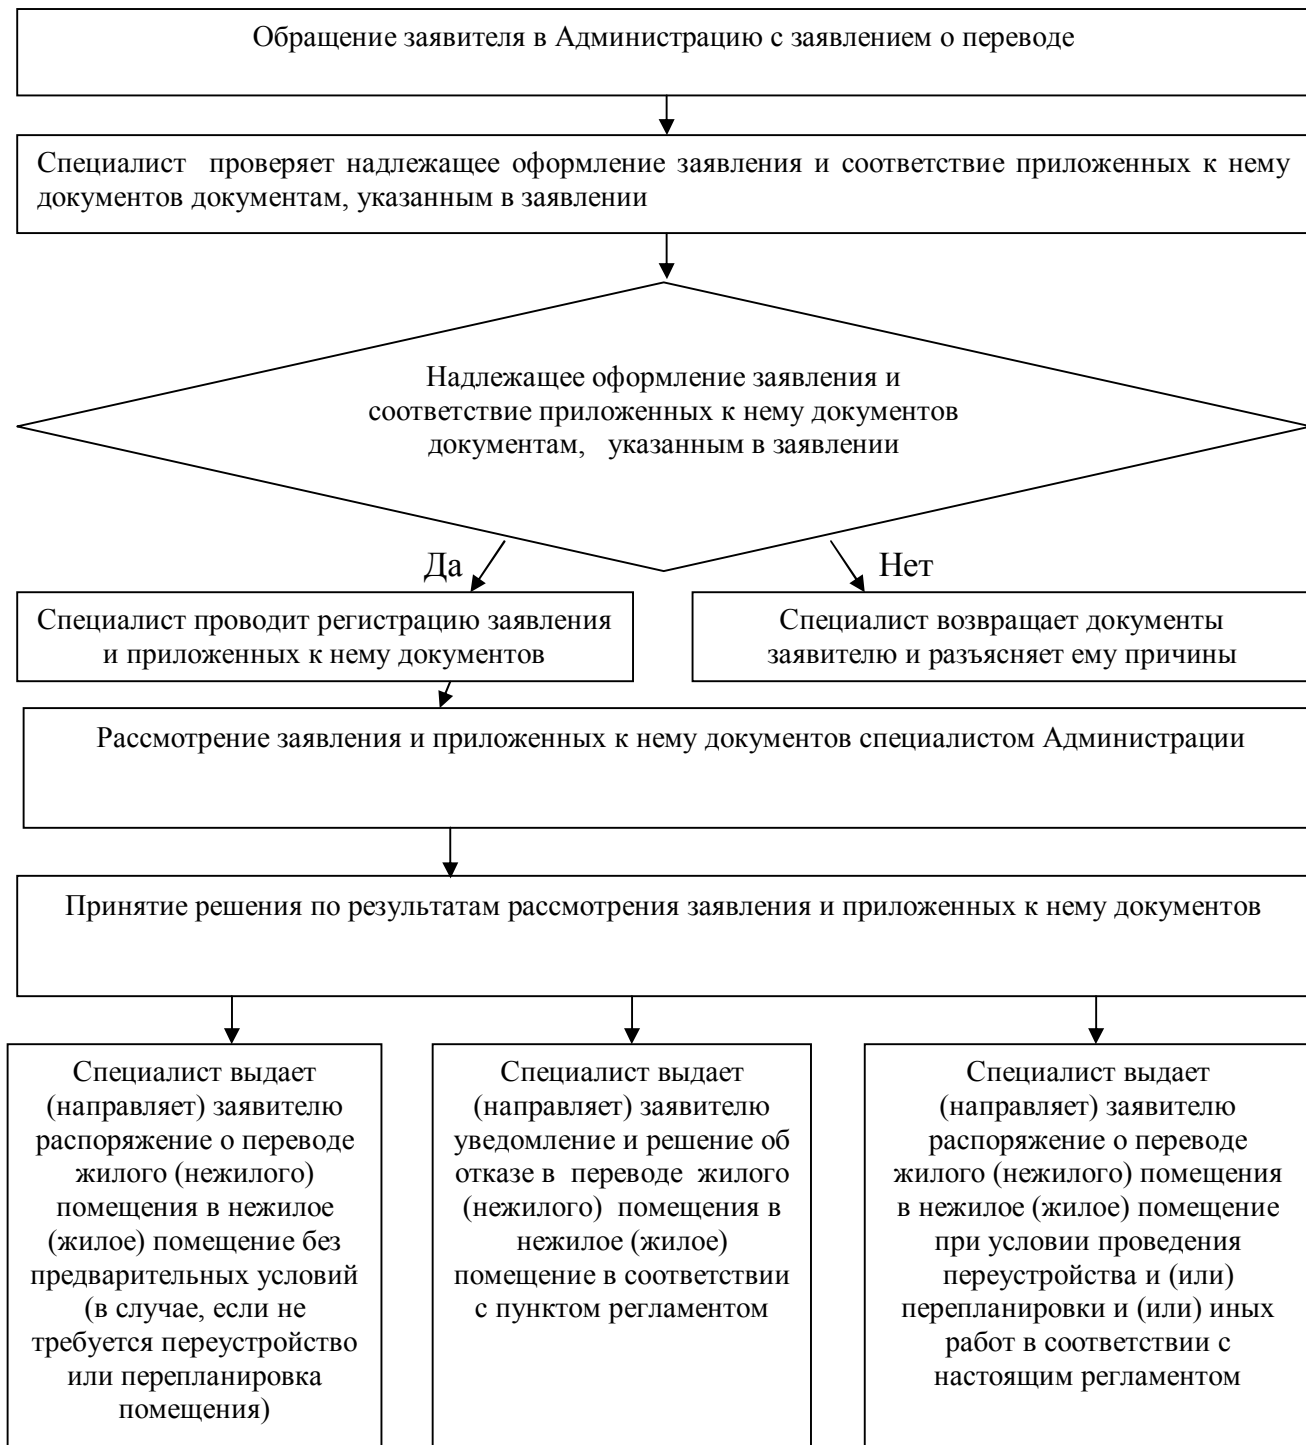 Обращение заявителя в Администрацию с заявлением о переводе
Специалист проверяет надлежащее оформление заявления и соответствие приложенных к нему
документов документам, указанным в заявлении
Надлежащее оформление заявления и
соответствие приложенных к нему документов
документам, указанным в заявлении
Да
Нет
Специалист проводит регистрацию заявления
и приложенных к нему документов
Специалист возвращает документы
заявителю и разъясняет ему причины
Рассмотрение заявления и приложенных к нему документов специалистом Администрации
Принятие решения по результатам рассмотрения заявления и приложенных к нему документов
Специалист выдает
(направляет) заявителю
распоряжение о переводе
жилого (нежилого)
помещения в нежилое
(жилое) помещение без
предварительных условий
(в случае, если не
требуется переустройство
или перепланировка
помещения)
Специалист выдает
(направляет) заявителю
уведомление и решение об
отказе в переводе жилого
(нежилого) помещения в
нежилое (жилое)
помещение в соответствии
с пунктом регламентом
Специалист выдает
(направляет) заявителю
распоряжение о переводе
жилого (нежилого) помещения
в нежилое (жилое) помещение
при условии проведения
переустройства и (или)
перепланировки и (или) иных
работ в соответствии с
настоящим регламентом